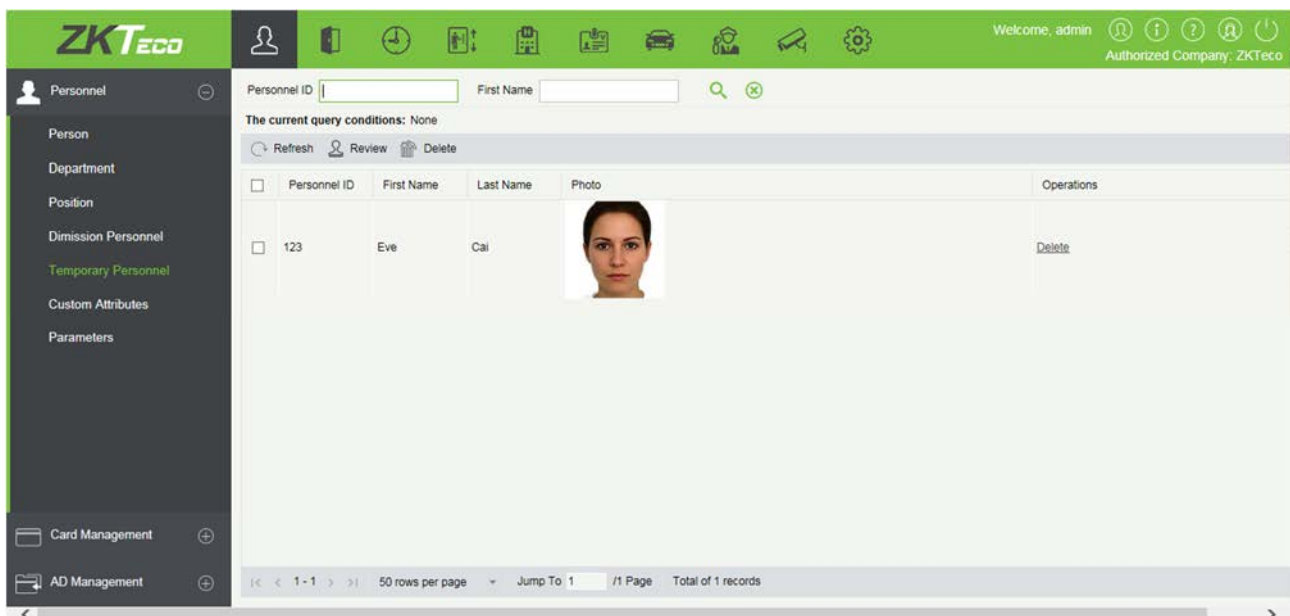 ZKTeco
Welcome, admin
Authorized Company: ZKTeco
Personnel
Person
Department
Position
Dimission Personnel
Temporary Personnel
Custom Attributes
Parameters
Card Management
AD Management
Personnel ID First Name
The current query conditions: None
Refresh Review Delete
Personnel ID First Name Last Name Photo Operations
123 Eve Cai Delete
1-1 50 rows per page Jump To 1 /1 Page Total of 1 records